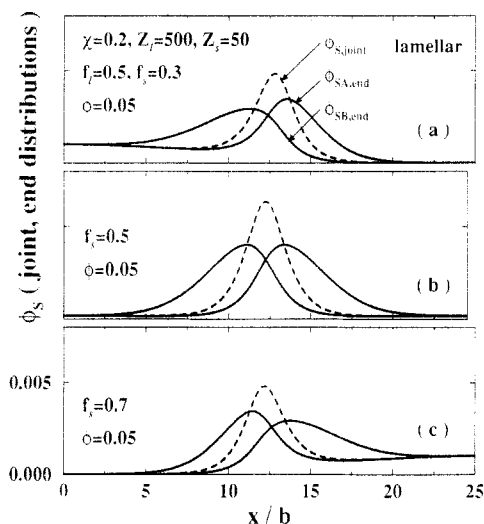 χ=0.2, Z_l=500, Z_s=50
ϕ_S,joint
lamellar
f_l=0.5, f_s=0.3
ϕ_SA,end
ϕ=0.05
ϕ_SB,end
( a )
f_s=0.5
ϕ=0.05
( b )
f_s=0.7
ϕ=0.05
( c )
ϕ_S ( joint, end distributions )
0.005
0.000
0 5 10 15 20 25
x / b